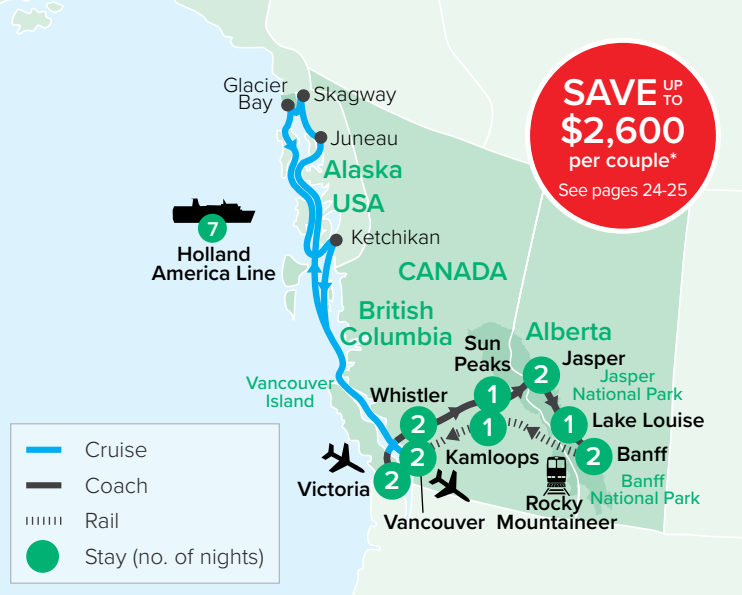 SAVE UP TO
$2,600
per couple*
See pages 24-25
Glacier
Bay
Skagway
Juneau
Alaska
USA
7
Holland
America Line
Ketchikan
CANADA
British
Columbia
Alberta
Sun
Peaks
Jasper
2
Jasper
National Park
Vancouver
Island
Whistler
1
2
1
Lake Louise
1
Kamloops
2
2
Banff
Victoria
2
Banff
National Park
Rocky
Mountaineer
Vancouver
Cruise
Coach
Rail
Stay (no. of nights)